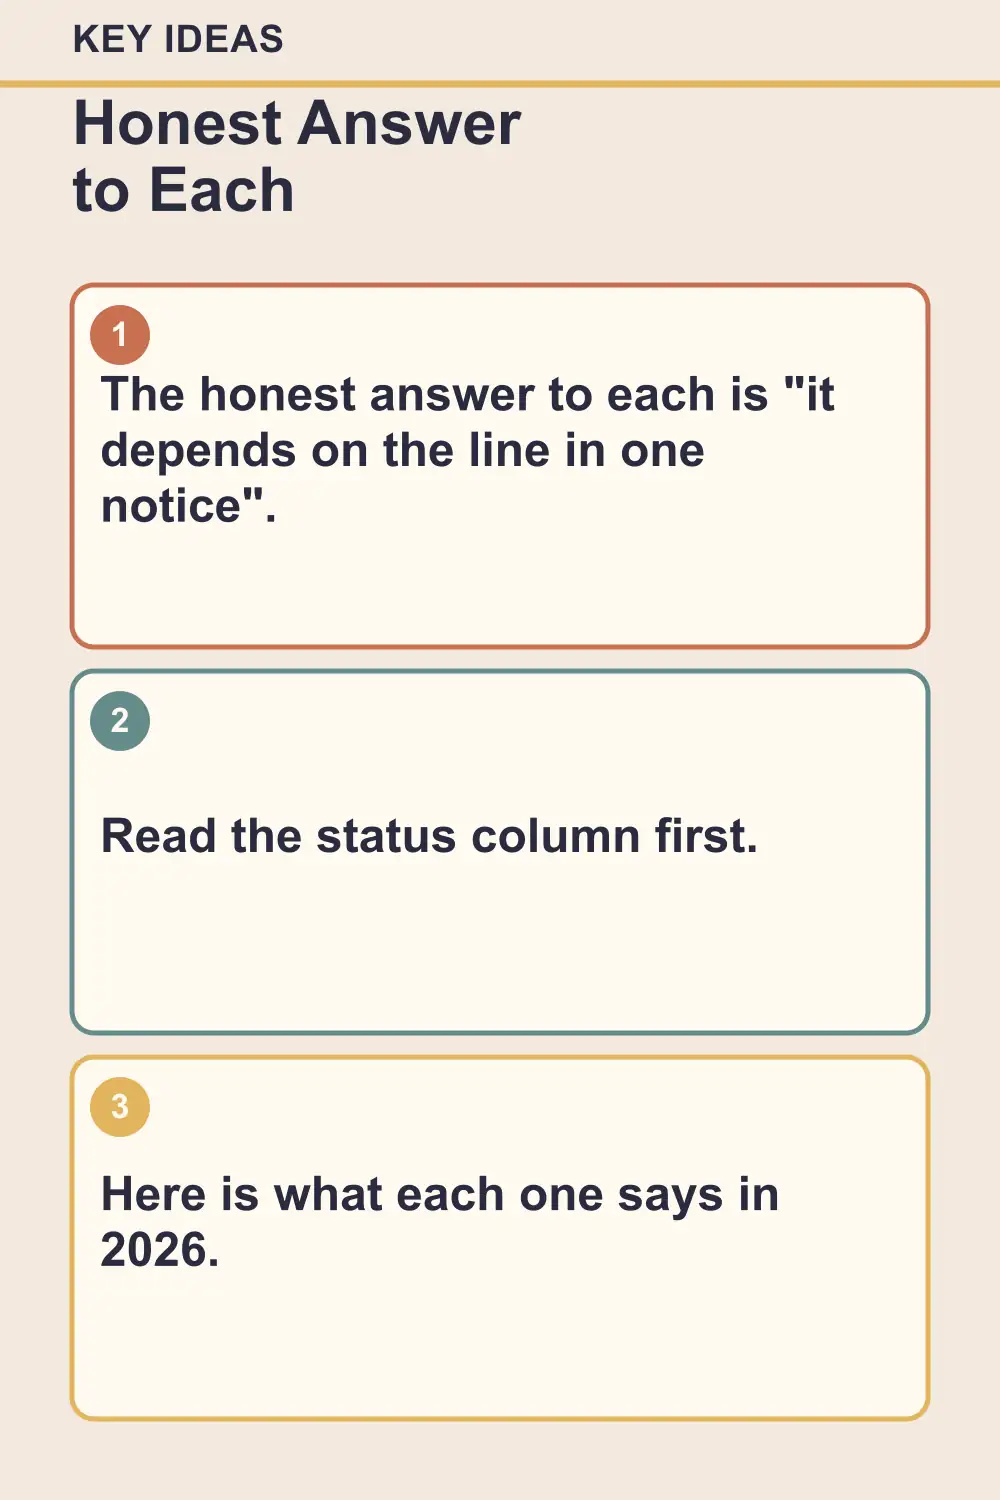 KEY IDEAS
Honest Answer
to Each
1
The honest answer to each is "it
depends on the line in one
notice".
2
Read the status column first.
3
Here is what each one says in
2026.